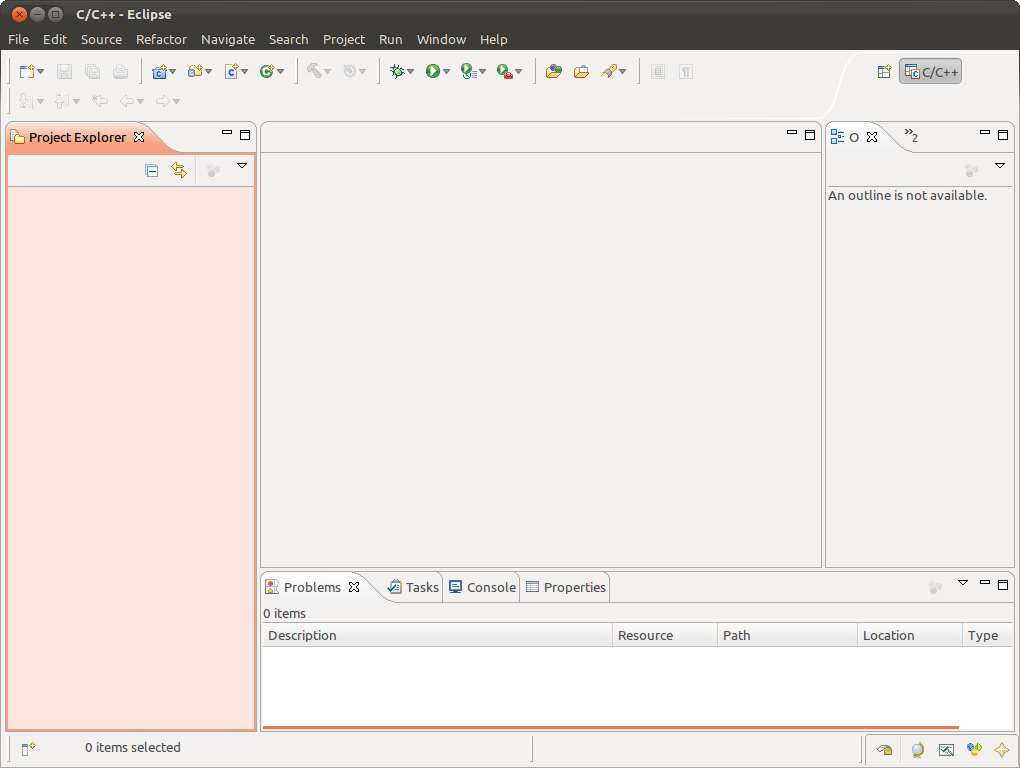 C/C++ - Eclipse
File Edit Source Refactor Navigate Search Project Run Window Help
C/C++
Project Explorer
O
2
An outline is not available.
Problems Tasks Console Properties
0 items
Description Resource Path Location Type
0 items selected